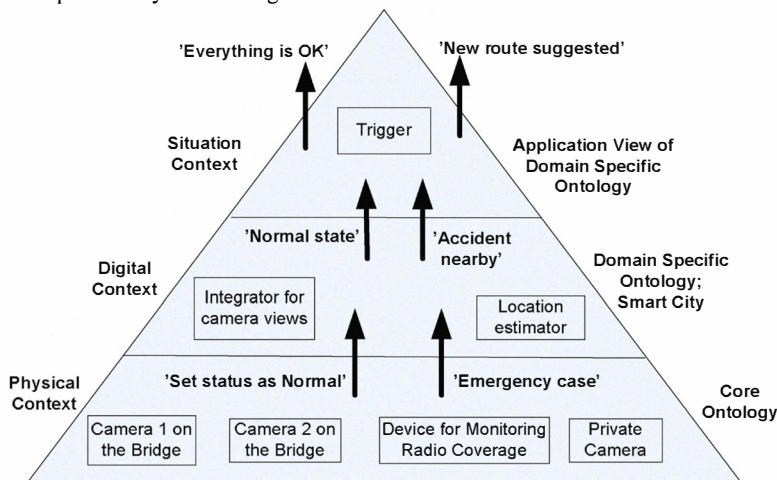 'Everything is OK'
'New route suggested'
Trigger
Situation
Context
Application View of
Domain Specific
Ontology
'Normal state'
'Accident
nearby'
Digital
Context
Integrator for
camera views
Location
estimator
Domain Specific
Ontology;
Smart City
Physical
Context
'Set status as Normal'
'Emergency case'
Core
Ontology
Camera 1 on
the Bridge
Camera 2 on
the Bridge
Device for Monitoring
Radio Coverage
Private
Camera